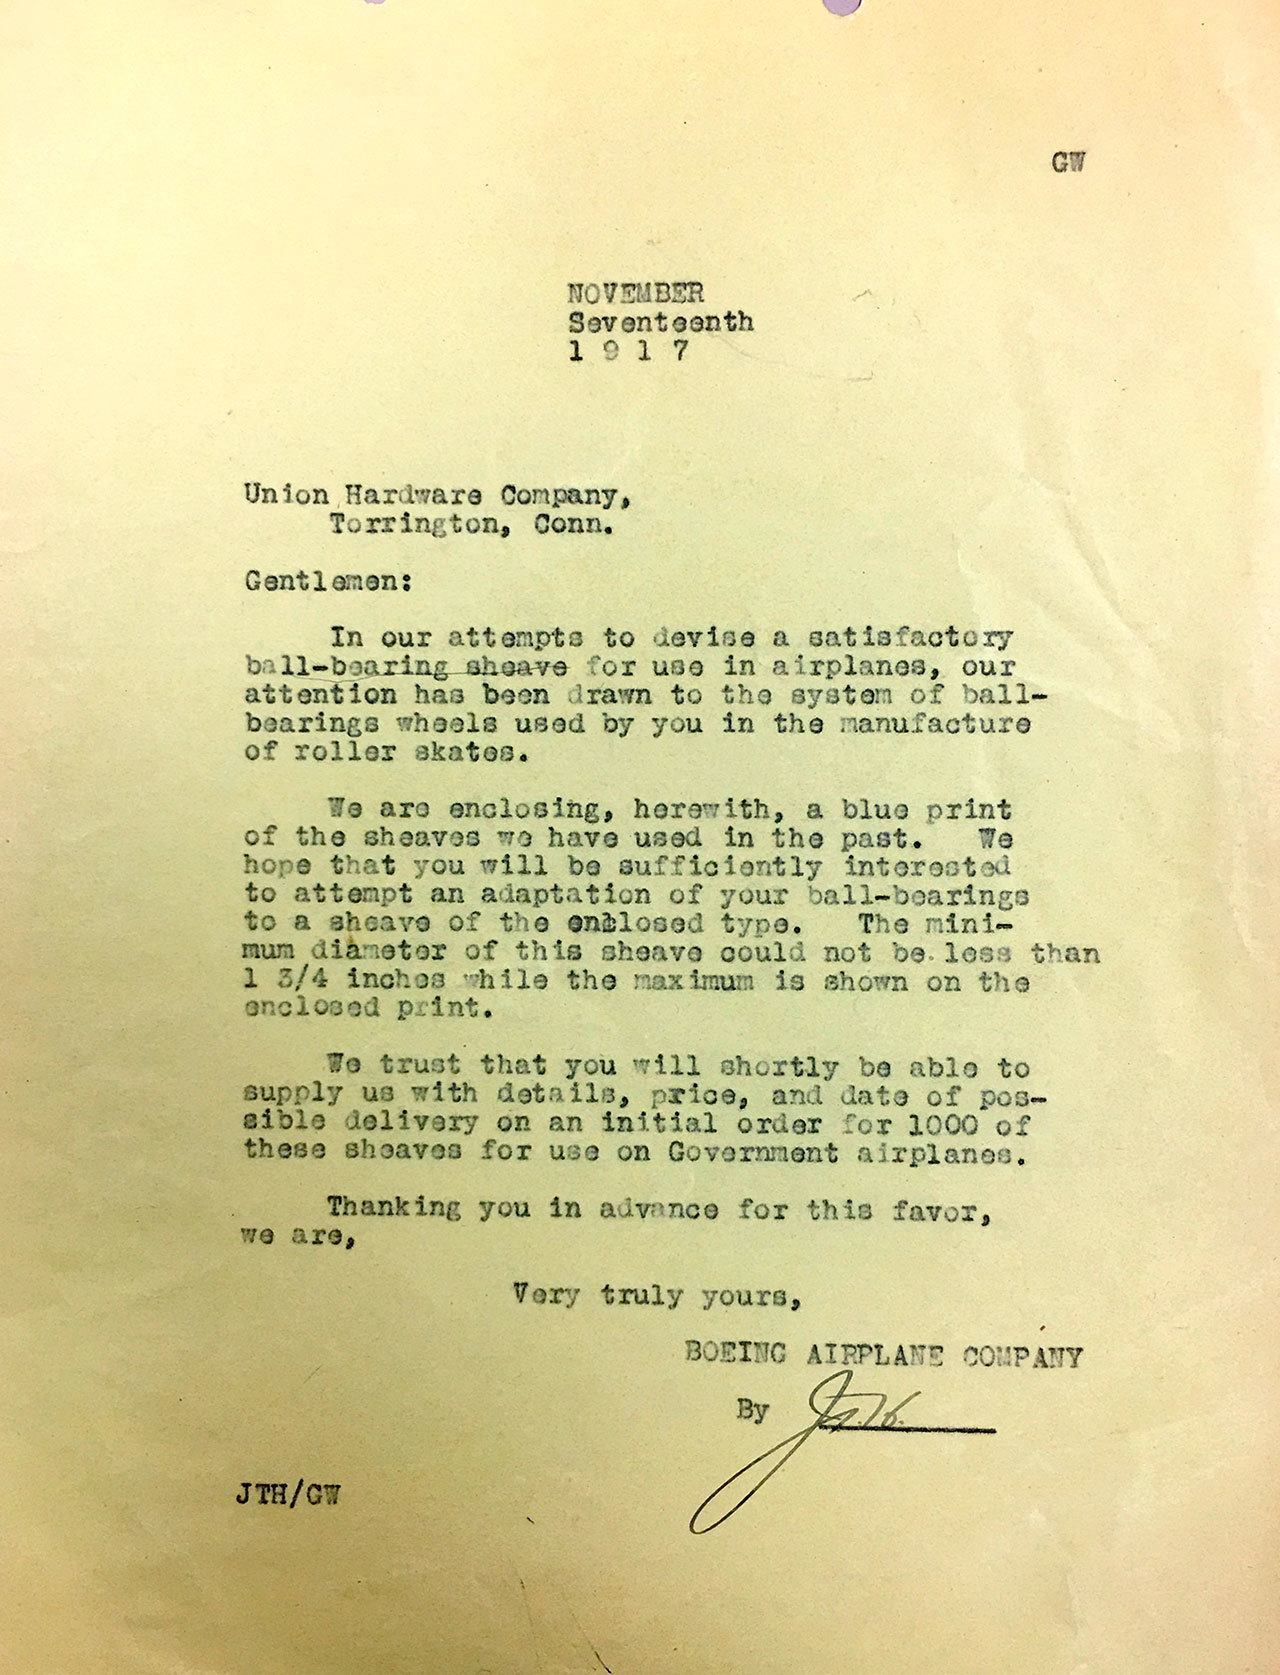 GW
NOVEMBER
Seventeenth
1 9 1 7
Union Hardware Company,
Torrington, Conn.
Gentlemen:
In our attempts to devise a satisfactory
ball-bearing sheave for use in airplanes, our
attention has been drawn to the system of ball-
bearings wheels used by you in the manufacture
of roller skates.
We are enclosing, herewith, a blue print
of the sheaves we have used in the past. We
hope that you will be sufficiently interested
to attempt an adaptation of your ball-bearings
to a sheave of the enclosed type. The mini-
mum diameter of this sheave could not be less than
1 3/4 inches while the maximum is shown on the
enclosed print.
We trust that you will shortly be able to
supply us with details, price, and date of pos-
sible delivery on an initial order for 1000 of
these sheaves for use on Government airplanes.
Thanking you in advance for this favor,
we are,
Very truly yours,
BOEING AIRPLANE COMPANY
By
JTH/GW